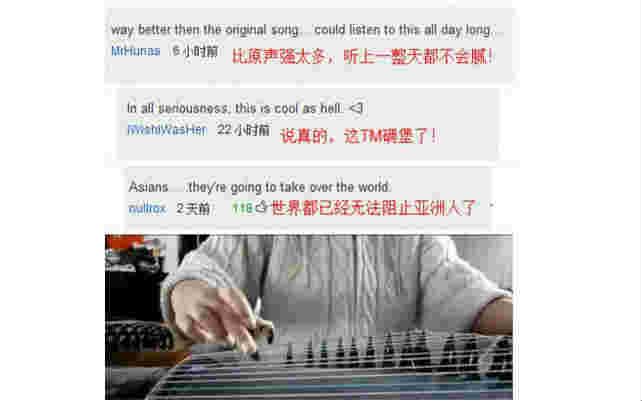 way better then the original song... could listen to this all day long...
MrHunas 6 小时前 比原声强太多，听上一整天都不会腻！
In all seriousness, this is cool as hell. <3
iWishIWasHer 22 小时前 说真的，这TM碉堡了！
Asians.... they're going to take over the world.
nullrox 2 天前 118 世界都已经无法阻止亚洲人了